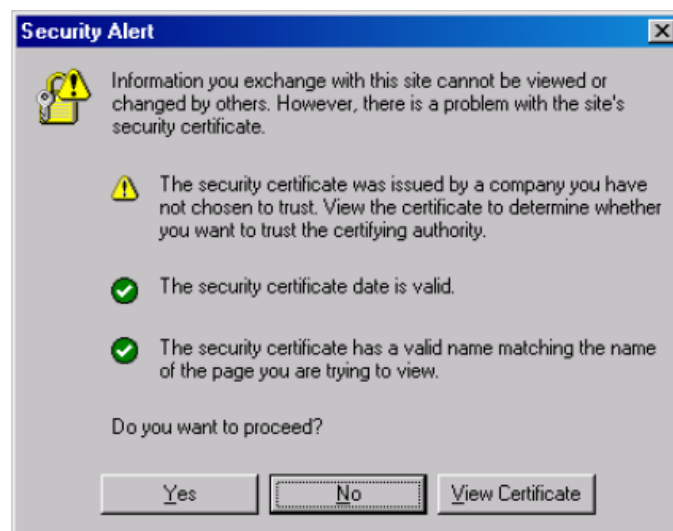 Security Alert
Information you exchange with this site cannot be viewed or
changed by others. However, there is a problem with the site's
security certificate.
The security certificate was issued by a company you have
not chosen to trust. View the certificate to determine whether
you want to trust the certifying authority.
The security certificate date is valid.
The security certificate has a valid name matching the name
of the page you are trying to view.
Do you want to proceed?
Yes No View Certificate